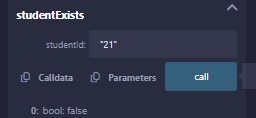 studentExists
studentId: "21"
Calldata Parameters call
0: bool: false